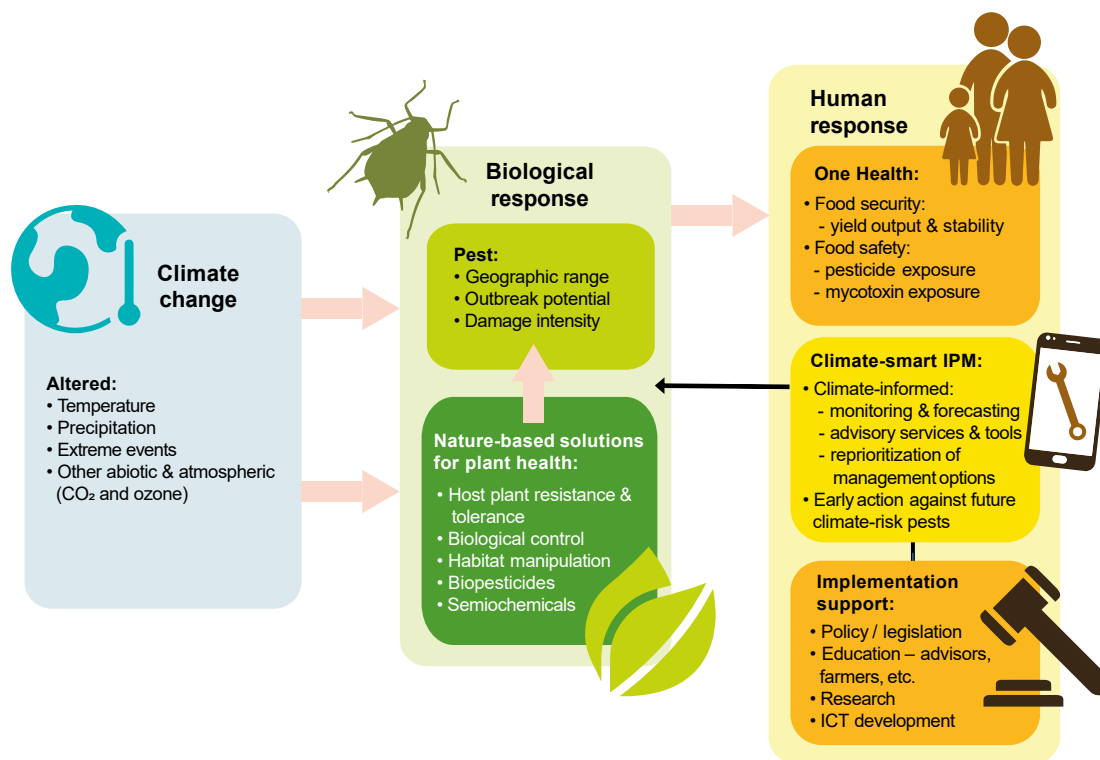 Climate
change
Altered:
• Temperature
• Precipitation
• Extreme events
• Other abiotic & atmospheric
(CO₂ and ozone)
Biological
response
Pest:
• Geographic range
• Outbreak potential
• Damage intensity
Nature-based solutions
for plant health:
• Host plant resistance &
tolerance
• Biological control
• Habitat manipulation
• Biopesticides
• Semiochemicals
Human
response
One Health:
• Food security:
- yield output & stability
• Food safety:
- pesticide exposure
- mycotoxin exposure
Climate-smart IPM:
• Climate-informed:
- monitoring & forecasting
- advisory services & tools
- reprioritization of
management options
• Early action against future
climate-risk pests
Implementation
support:
• Policy / legislation
• Education – advisors,
farmers, etc.
• Research
• ICT development